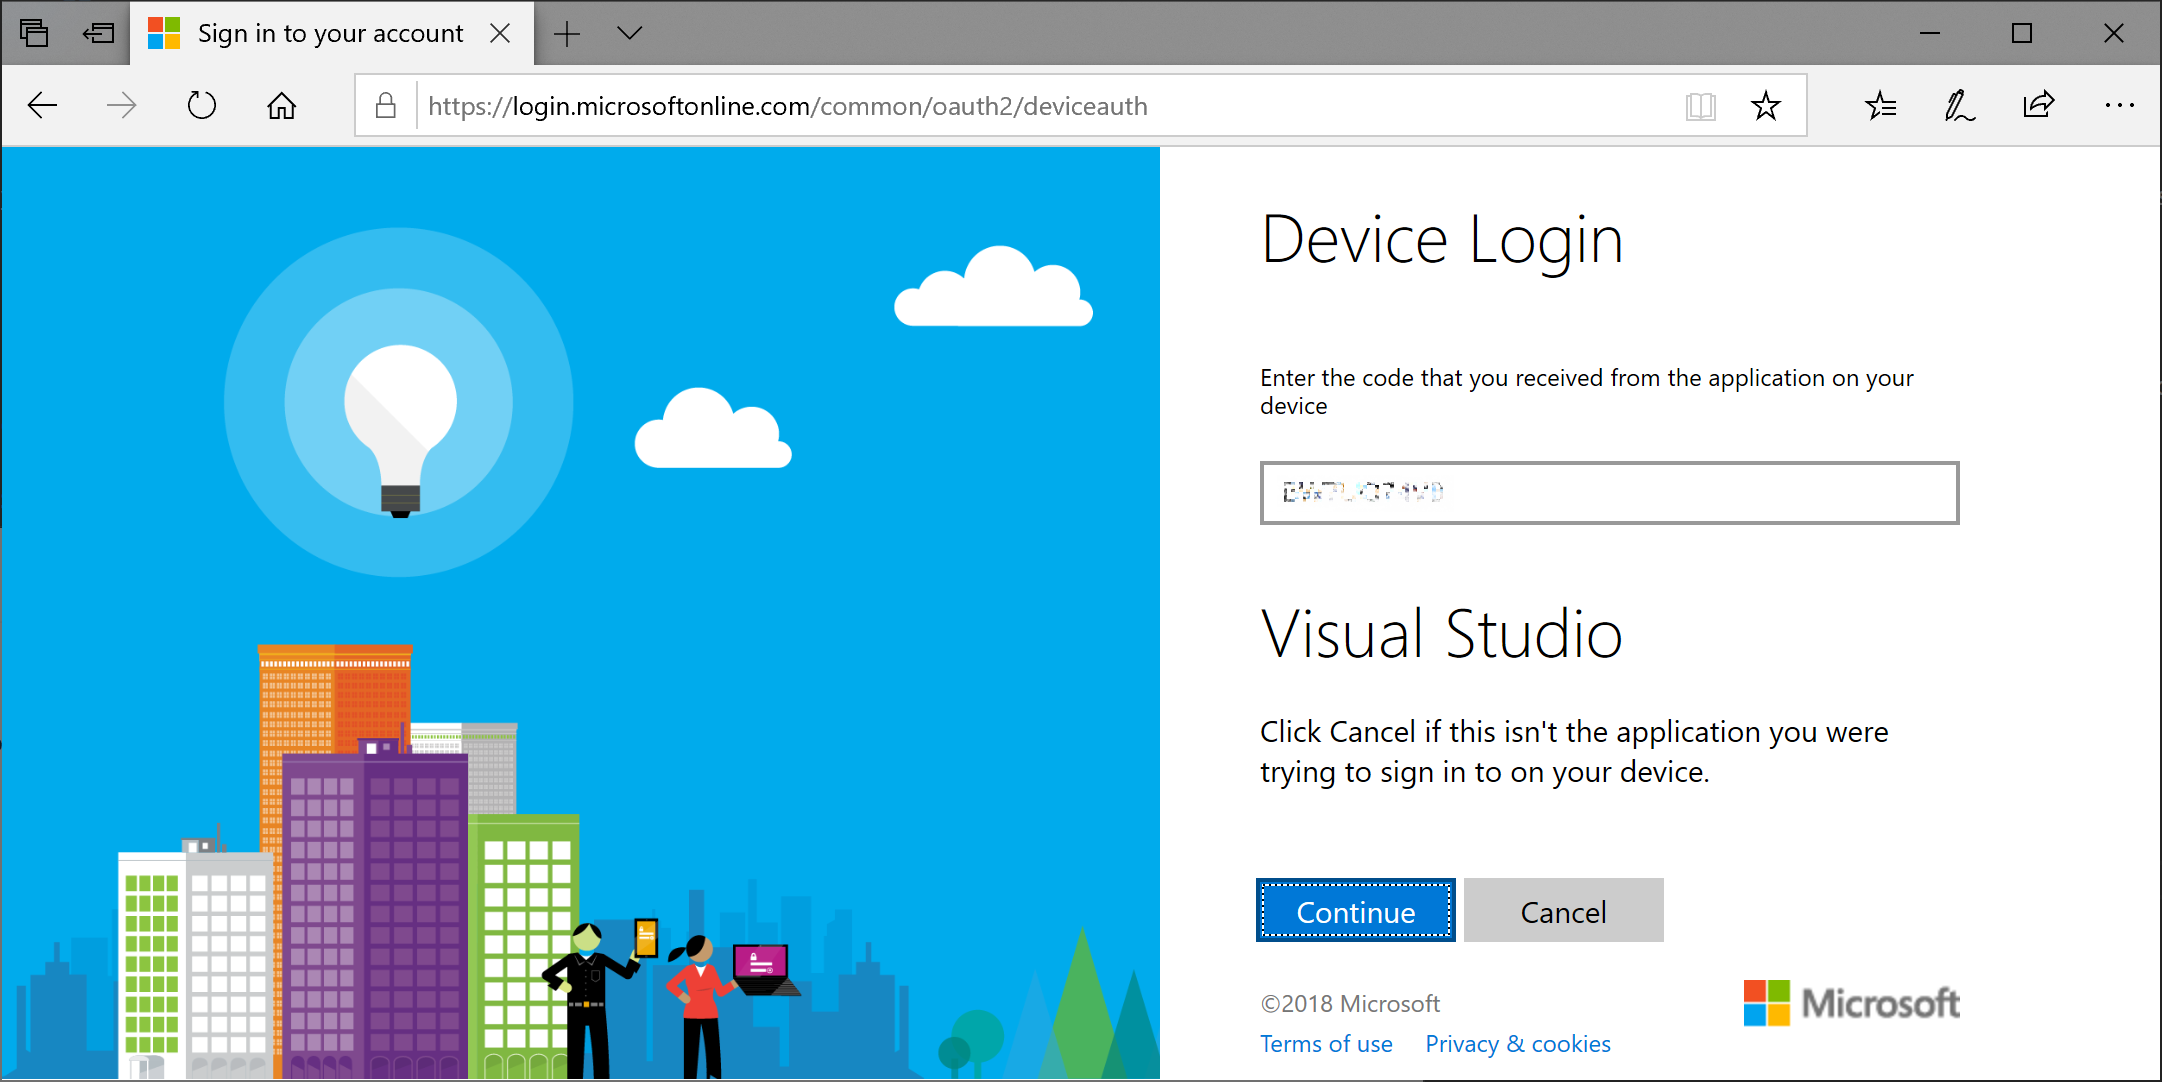 Sign in to your account
https://login.microsoftonline.com/common/oauth2/deviceauth
Device Login
Enter the code that you received from the application on your
device
Visual Studio
Click Cancel if this isn't the application you were
trying to sign in to on your device.
Continue Cancel
©2018 Microsoft
Microsoft
Terms of use Privacy & cookies